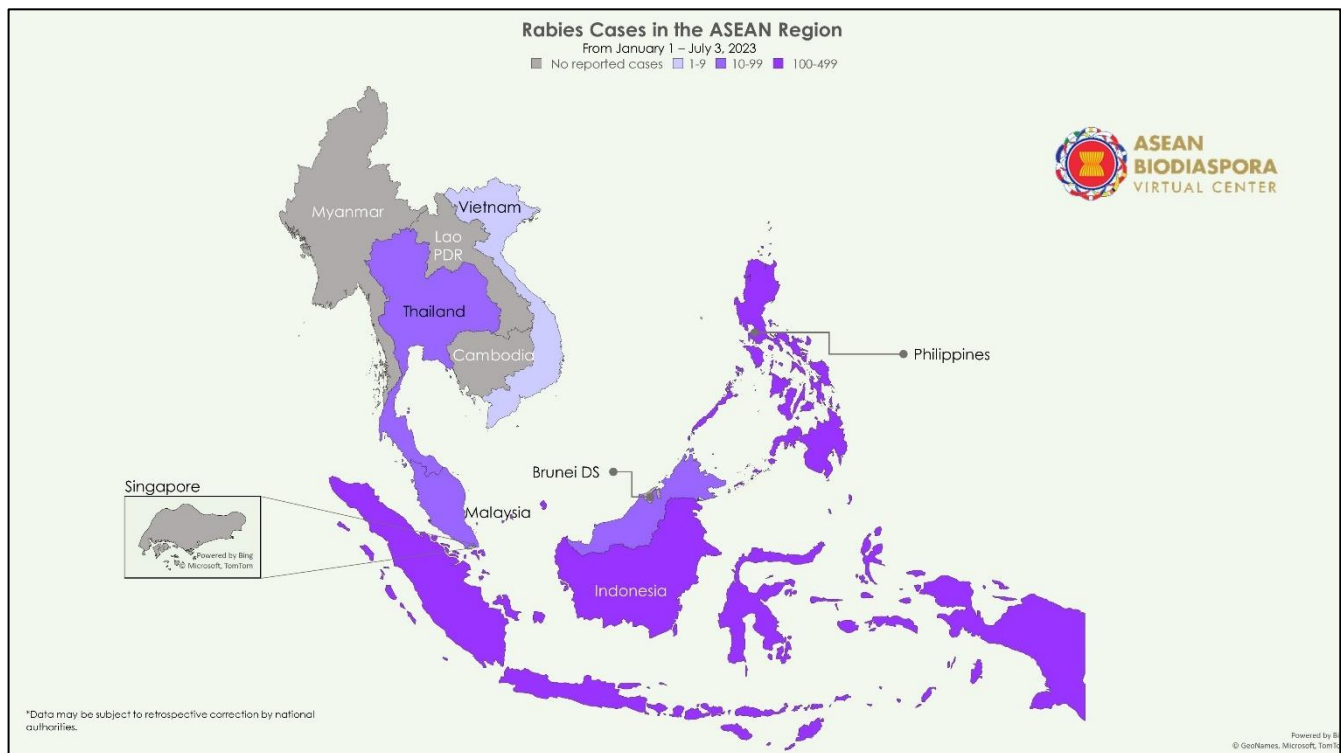 Rabies Cases in the ASEAN Region
From January 1 – July 3, 2023
No reported cases 1-9 10-99 100-499
ASEAN
BIODIASPORA
VIRTUAL CENTER
Myanmar
Vietnam
Lao
PDR
Thailand
Cambodia
Philippines
Brunei DS
Singapore
Malaysia
Powered by Bing
© Microsoft, TomTom
Indonesia
*Data may be subject to retrospective correction by national
authorities.
Powered by Bi
© GeoNames, Microsoft, TomTo